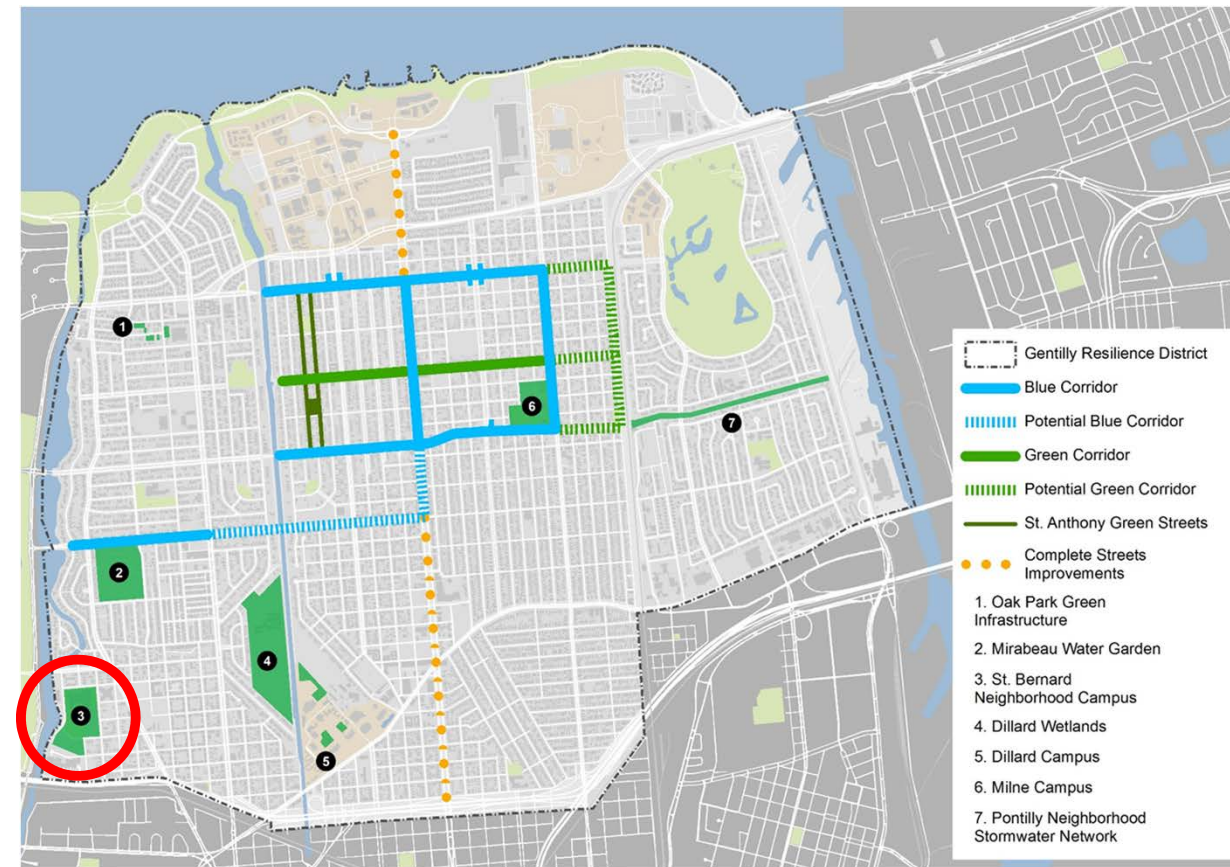 1
2
3
4
5
6
7
Gentilly Resilience District
Blue Corridor
Potential Blue Corridor
Green Corridor
Potential Green Corridor
St. Anthony Green Streets
Complete Streets
Improvements
1. Oak Park Green
Infrastructure
2. Mirabeau Water Garden
3. St. Bernard
Neighborhood Campus
4. Dillard Wetlands
5. Dillard Campus
6. Milne Campus
7. Pontilly Neighborhood
Stormwater Network